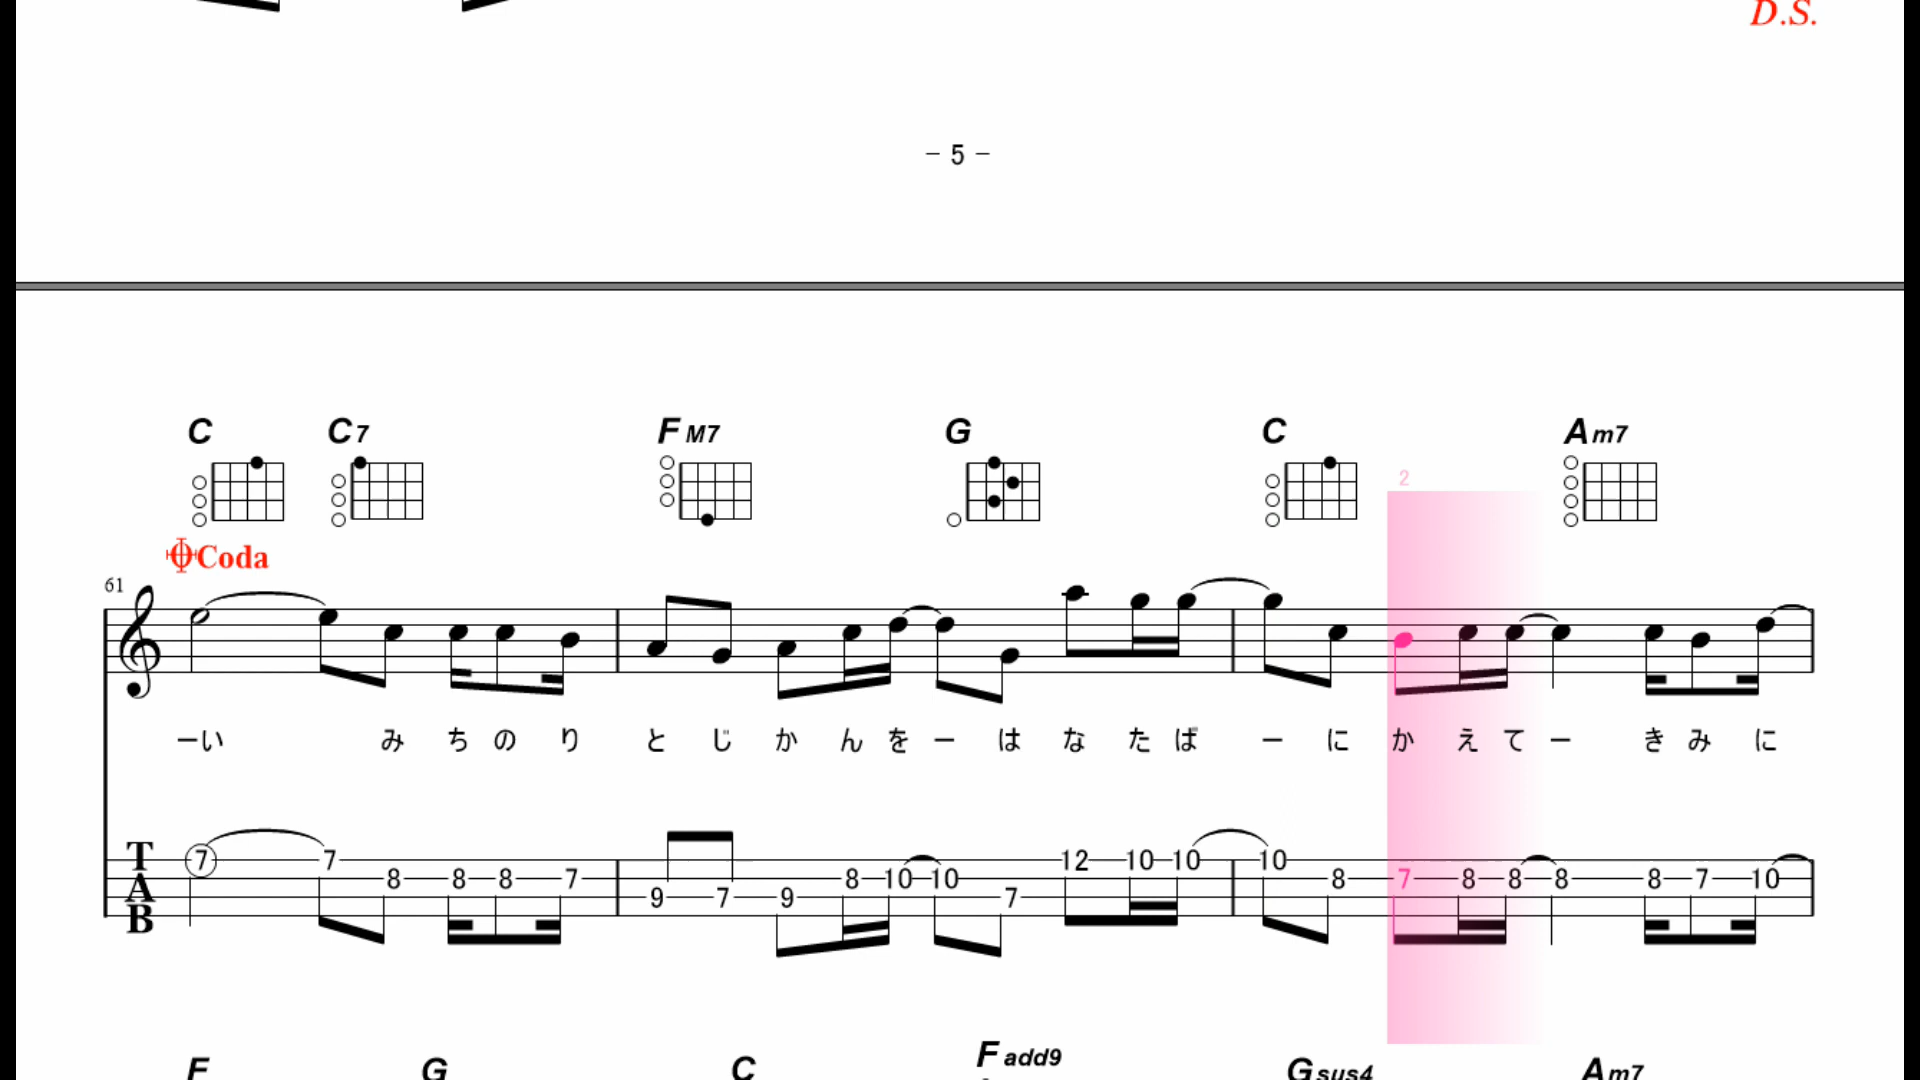 D.S.
− 5 −
C C7 FM7 G C Am7
2
Coda
61
ーい み ち の り と じ か ん を ー は な た ば ー に か え て ー き み に
T A B
7 7 8 8 8 7 9 7 9 8 10 10 7 12 10 10 10 8 7 8 8 8 8 7 10
F G C Fadd9 Gsus4 Am7